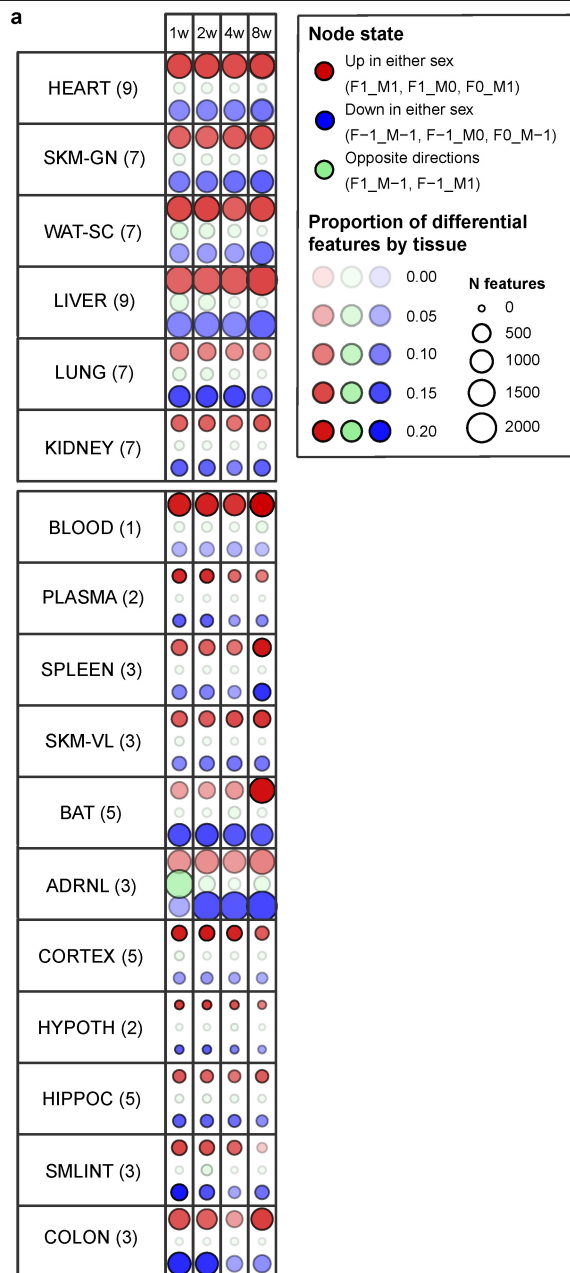 a
1w 2w 4w 8w
HEART (9)
SKM-GN (7)
WAT-SC (7)
LIVER (9)
LUNG (7)
KIDNEY (7)
BLOOD (1)
PLASMA (2)
SPLEEN (3)
SKM-VL (3)
BAT (5)
ADRNL (3)
CORTEX (5)
HYPOTH (2)
HIPPOC (5)
SMLINT (3)
COLON (3)
Node state
Up in either sex
(F1_M1, F1_M0, F0_M1)
Down in either sex
(F−1_M−1, F−1_M0, F0_M−1)
Opposite directions
(F1_M−1, F−1_M1)
Proportion of differential
features by tissue
0.00
0.05
0.10
0.15
0.20
N features
0
500
1000
1500
2000